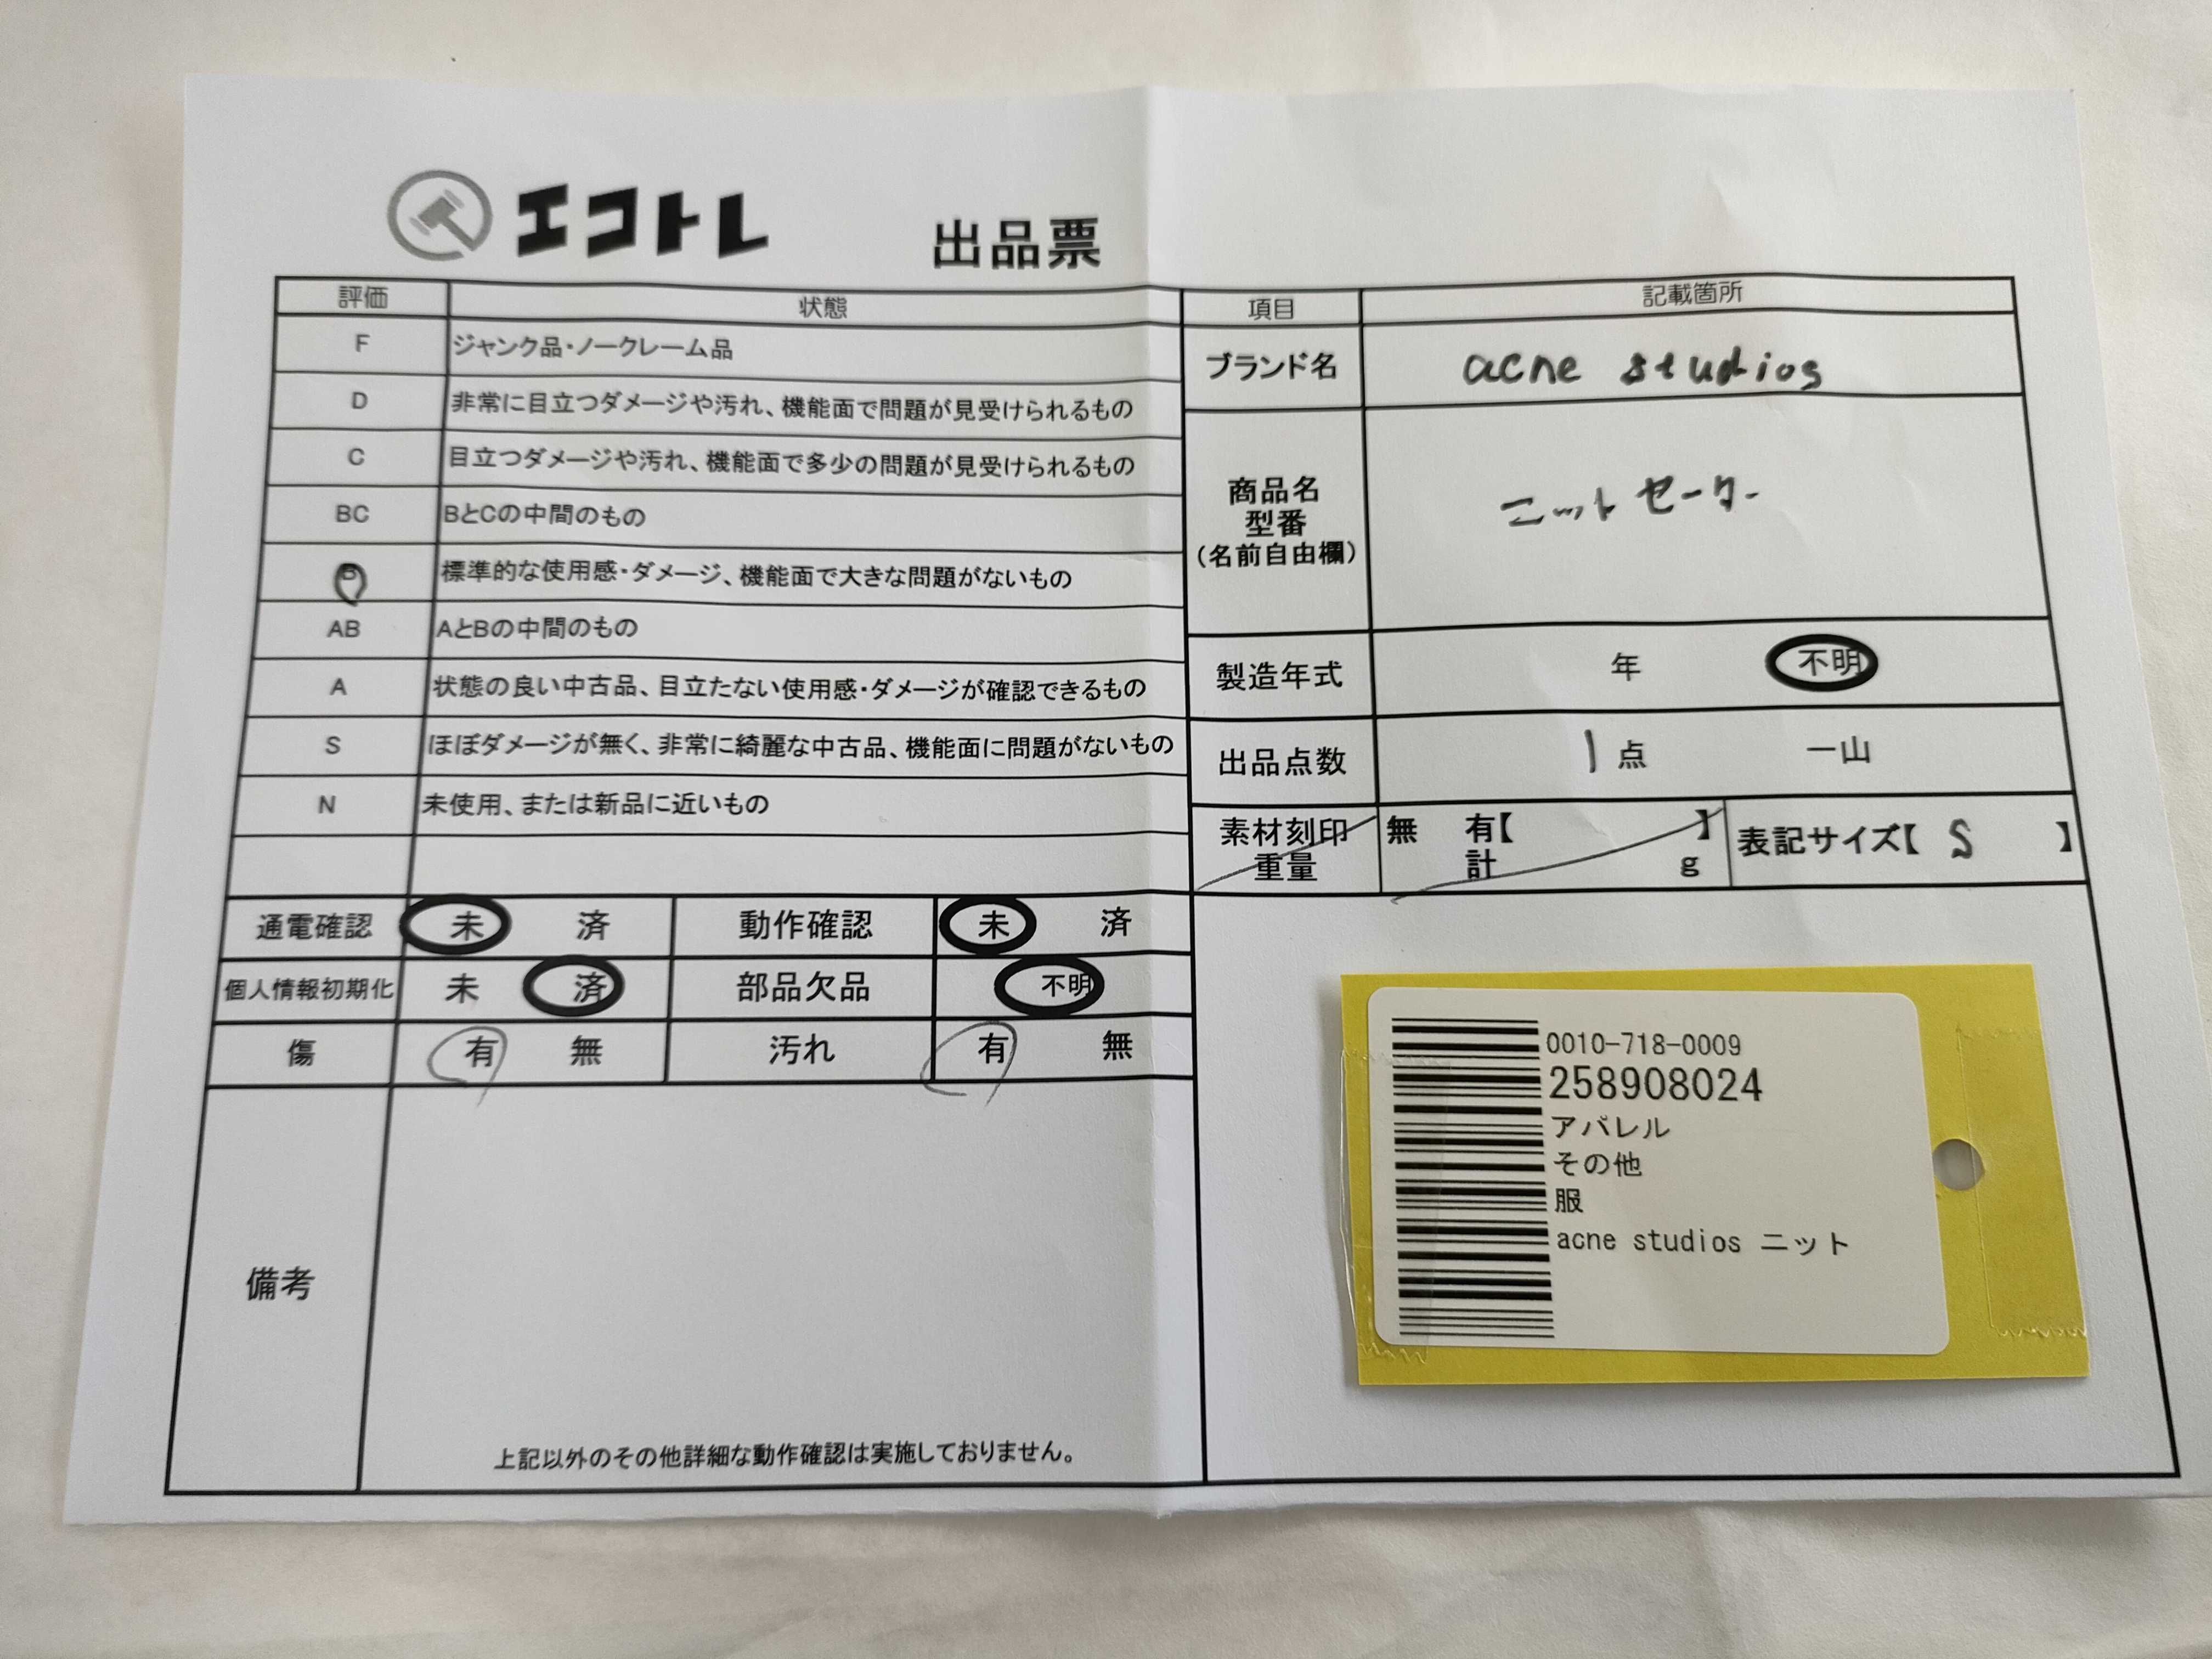 エコトレ 出品票
評価 状態
F ジャンク品・ノークレーム品
D 非常に目立つダメージや汚れ、機能面で問題が見受けられるもの
C 目立つダメージや汚れ、機能面で多少の問題が見受けられるもの
BC BとCの中間のもの
B 標準的な使用感・ダメージ、機能面で大きな問題がないもの
AB AとBの中間のもの
A 状態の良い中古品、目立たない使用感・ダメージが確認できるもの
S ほぼダメージが無く、非常に綺麗な中古品、機能面に問題がないもの
N 未使用、または新品に近いもの
通電確認 未 済 動作確認 未 済
個人情報初期化 未 済 部品欠品 不明
傷 有 無 汚れ 有 無
備考
上記以外のその他詳細な動作確認は実施しておりません。
項目 記載箇所
ブランド名 acne studios
商品名
型番
(名前自由欄)
ニットセーター
製造年式 年 不明
出品点数 1点 一山
素材刻印 無 有【 】
重量 計 g
表記サイズ【 S 】
0010-718-0009
258908024
アパレル
その他
服
acne studios ニット